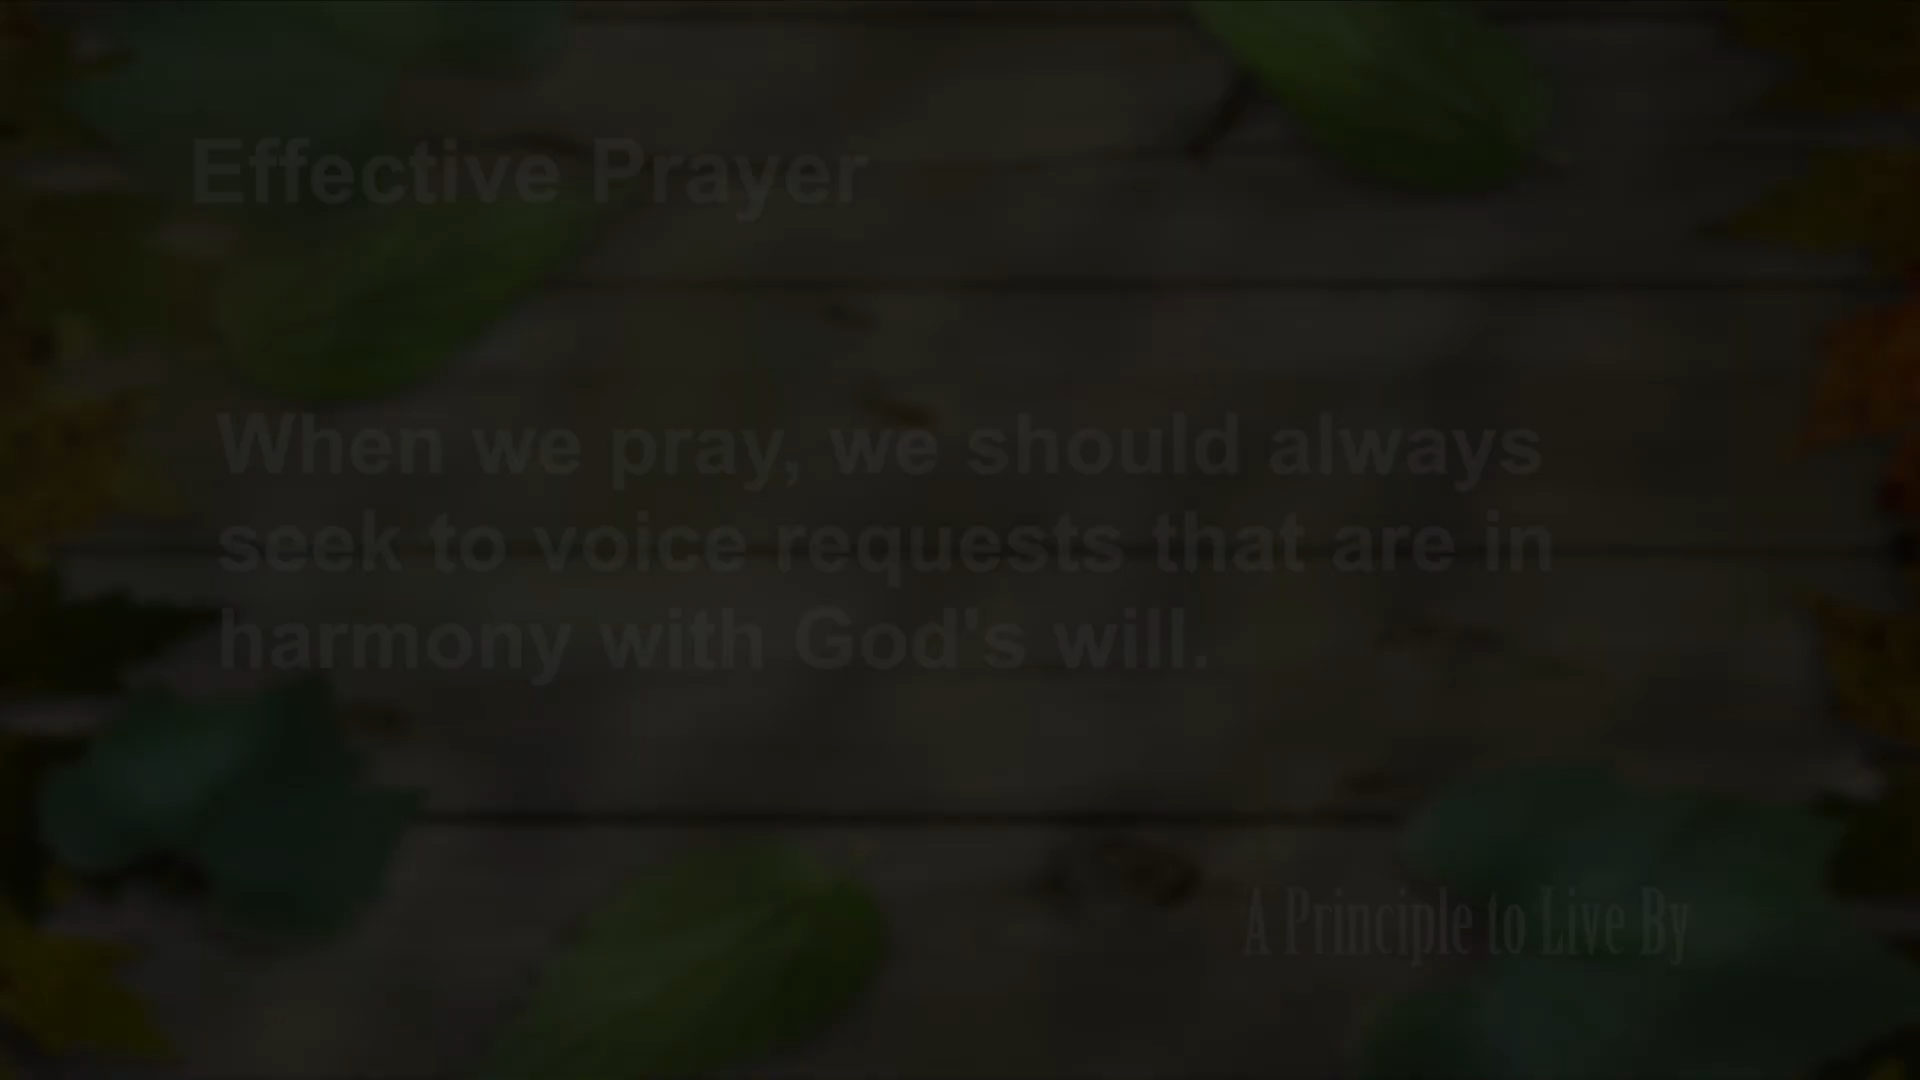 Effective Prayer
When we pray, we should always
seek to voice requests that are in
harmony with God's will.
A Principle to Live By